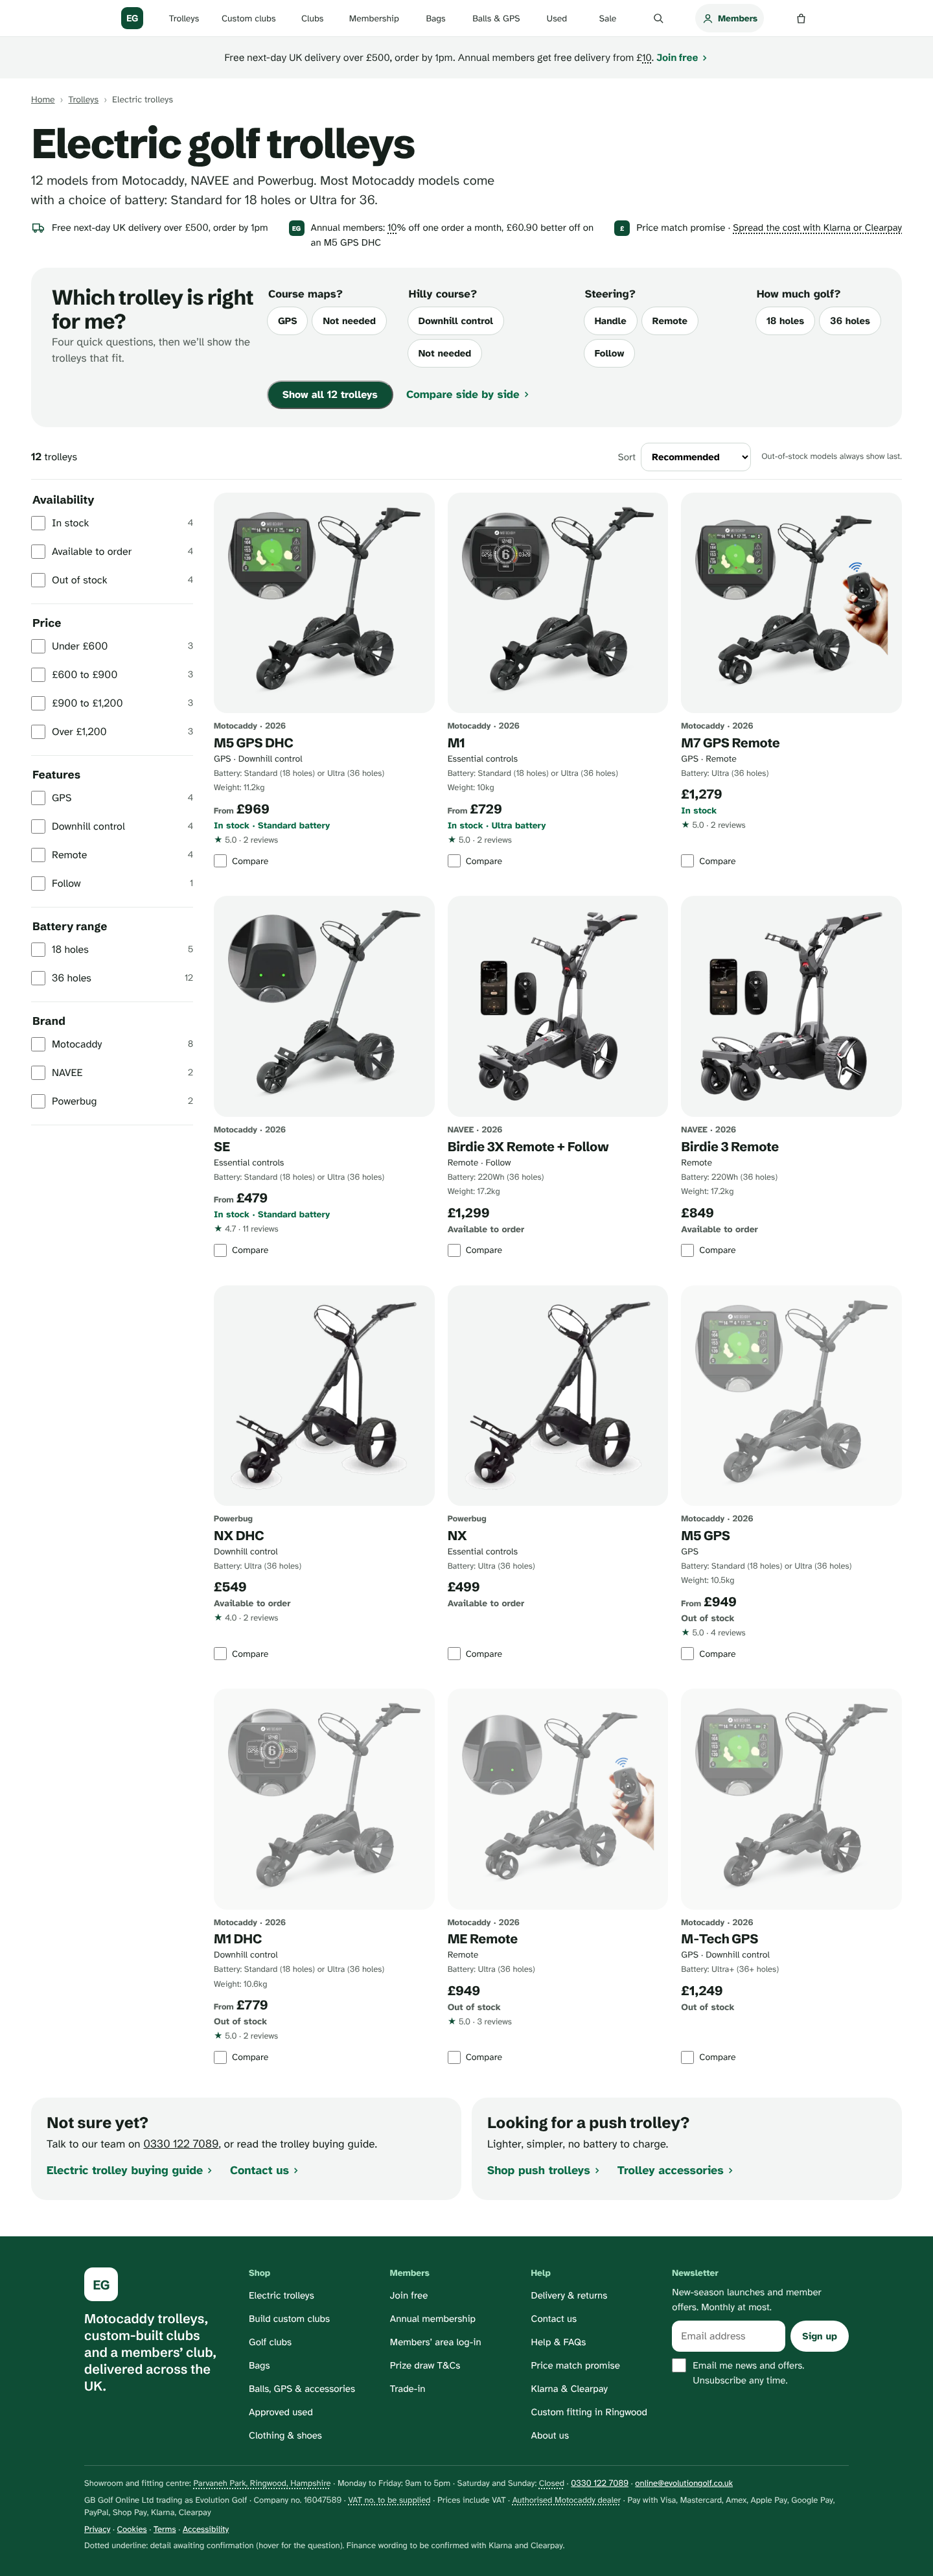 EG
Trolleys
Custom clubs
Clubs
Membership
Bags
Balls & GPS
Used
Sale
Members
Free next-day UK delivery over £500, order by 1pm. Annual members get free delivery from £10. Join free ›
Home › Trolleys › Electric trolleys
Electric golf trolleys
12 models from Motocaddy, NAVEE and Powerbug. Most Motocaddy models come
with a choice of battery: Standard for 18 holes or Ultra for 36.
Free next-day UK delivery over £500, order by 1pm
EG
Annual members: 10% off one order a month, £60.90 better off on
an M5 GPS DHC
£
Price match promise · Spread the cost with Klarna or Clearpay
Which trolley is right
for me?
Four quick questions, then we'll show the
trolleys that fit.
Course maps?
GPS
Not needed
Hilly course?
Downhill control
Not needed
Steering?
Handle
Remote
Follow
How much golf?
18 holes
36 holes
Show all 12 trolleys
Compare side by side ›
12 trolleys
Sort
Recommended
Out-of-stock models always show last.
Availability
In stock 4
Available to order 4
Out of stock 4
Price
Under £600 3
£600 to £900 3
£900 to £1,200 3
Over £1,200 3
Features
GPS 4
Downhill control 4
Remote 4
Follow 1
Battery range
18 holes 5
36 holes 12
Brand
Motocaddy 8
NAVEE 2
Powerbug 2
Motocaddy · 2026
M5 GPS DHC
GPS · Downhill control
Battery: Standard (18 holes) or Ultra (36 holes)
Weight: 11.2kg
From £969
In stock · Standard battery
★ 5.0 · 2 reviews
Compare
Motocaddy · 2026
M1
Essential controls
Battery: Standard (18 holes) or Ultra (36 holes)
Weight: 10kg
From £729
In stock · Ultra battery
★ 5.0 · 2 reviews
Compare
Motocaddy · 2026
M7 GPS Remote
GPS · Remote
Battery: Ultra (36 holes)
£1,279
In stock
★ 5.0 · 2 reviews
Compare
Motocaddy · 2026
SE
Essential controls
Battery: Standard (18 holes) or Ultra (36 holes)
From £479
In stock · Standard battery
★ 4.7 · 11 reviews
Compare
NAVEE · 2026
Birdie 3X Remote + Follow
Remote · Follow
Battery: 220Wh (36 holes)
Weight: 17.2kg
£1,299
Available to order
Compare
NAVEE · 2026
Birdie 3 Remote
Remote
Battery: 220Wh (36 holes)
Weight: 17.2kg
£849
Available to order
Compare
Powerbug
NX DHC
Downhill control
Battery: Ultra (36 holes)
£549
Available to order
★ 4.0 · 2 reviews
Compare
Powerbug
NX
Essential controls
Battery: Ultra (36 holes)
£499
Available to order
Compare
Motocaddy · 2026
M5 GPS
GPS
Battery: Standard (18 holes) or Ultra (36 holes)
Weight: 10.5kg
From £949
Out of stock
★ 5.0 · 4 reviews
Compare
6
Motocaddy · 2026
M1 DHC
Downhill control
Battery: Standard (18 holes) or Ultra (36 holes)
Weight: 10.6kg
From £779
Out of stock
★ 5.0 · 2 reviews
Compare
Motocaddy · 2026
ME Remote
Remote
Battery: Ultra (36 holes)
£949
Out of stock
★ 5.0 · 3 reviews
Compare
Motocaddy · 2026
M-Tech GPS
GPS · Downhill control
Battery: Ultra+ (36+ holes)
£1,249
Out of stock
Compare
Not sure yet?
Talk to our team on 0330 122 7089, or read the trolley buying guide.
Electric trolley buying guide ›
Contact us ›
Looking for a push trolley?
Lighter, simpler, no battery to charge.
Shop push trolleys ›
Trolley accessories ›
EG
Motocaddy trolleys,
custom-built clubs
and a members' club,
delivered across the
UK.
Shop
Electric trolleys
Build custom clubs
Golf clubs
Bags
Balls, GPS & accessories
Approved used
Clothing & shoes
Members
Join free
Annual membership
Members' area log-in
Prize draw T&Cs
Trade-in
Help
Delivery & returns
Contact us
Help & FAQs
Price match promise
Klarna & Clearpay
Custom fitting in Ringwood
About us
Newsletter
New-season launches and member
offers. Monthly at most.
Email address
Sign up
Email me news and offers.
Unsubscribe any time.
Showroom and fitting centre: Parvaneh Park, Ringwood, Hampshire · Monday to Friday: 9am to 5pm · Saturday and Sunday: Closed · 0330 122 7089 · online@evolutiongolf.co.uk
GB Golf Online Ltd trading as Evolution Golf · Company no. 16047589 · VAT no. to be supplied · Prices include VAT · Authorised Motocaddy dealer · Pay with Visa, Mastercard, Amex, Apple Pay, Google Pay,
PayPal, Shop Pay, Klarna, Clearpay
Privacy · Cookies · Terms · Accessibility
Dotted underline: detail awaiting confirmation (hover for the question). Finance wording to be confirmed with Klarna and Clearpay.